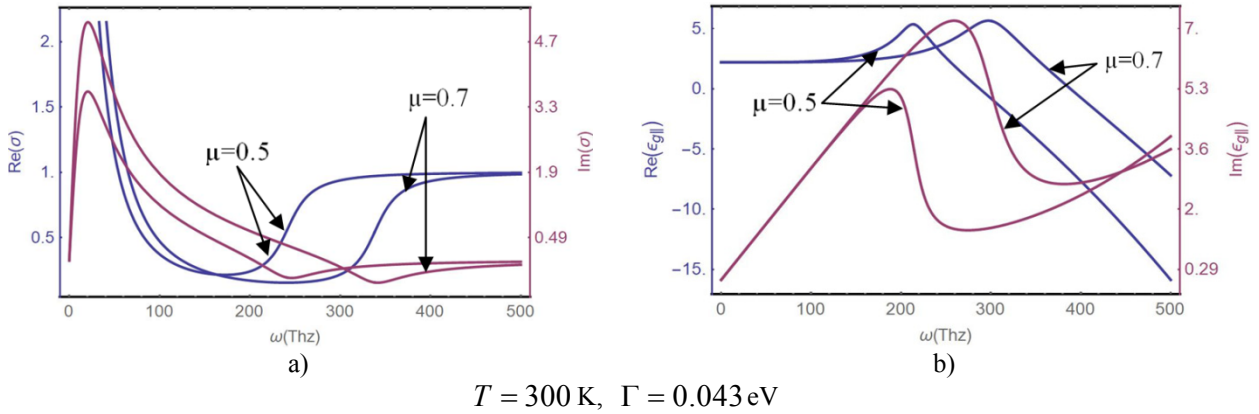 2.
1.5
1.
0.5
Re(σ)
μ=0.5
μ=0.7
4.7
3.3
1.9
0.49
Im(σ)
0 100 200 300 400 500
ω(Thz)
a)
5.
0.
−5.
−10.
−15.
Re(ϵg∥)
μ=0.5
μ=0.7
7.
5.3
3.6
2.
0.29
Im(ϵg∥)
0 100 200 300 400 500
ω(Thz)
b)
T = 300 K, Γ = 0.043 eV